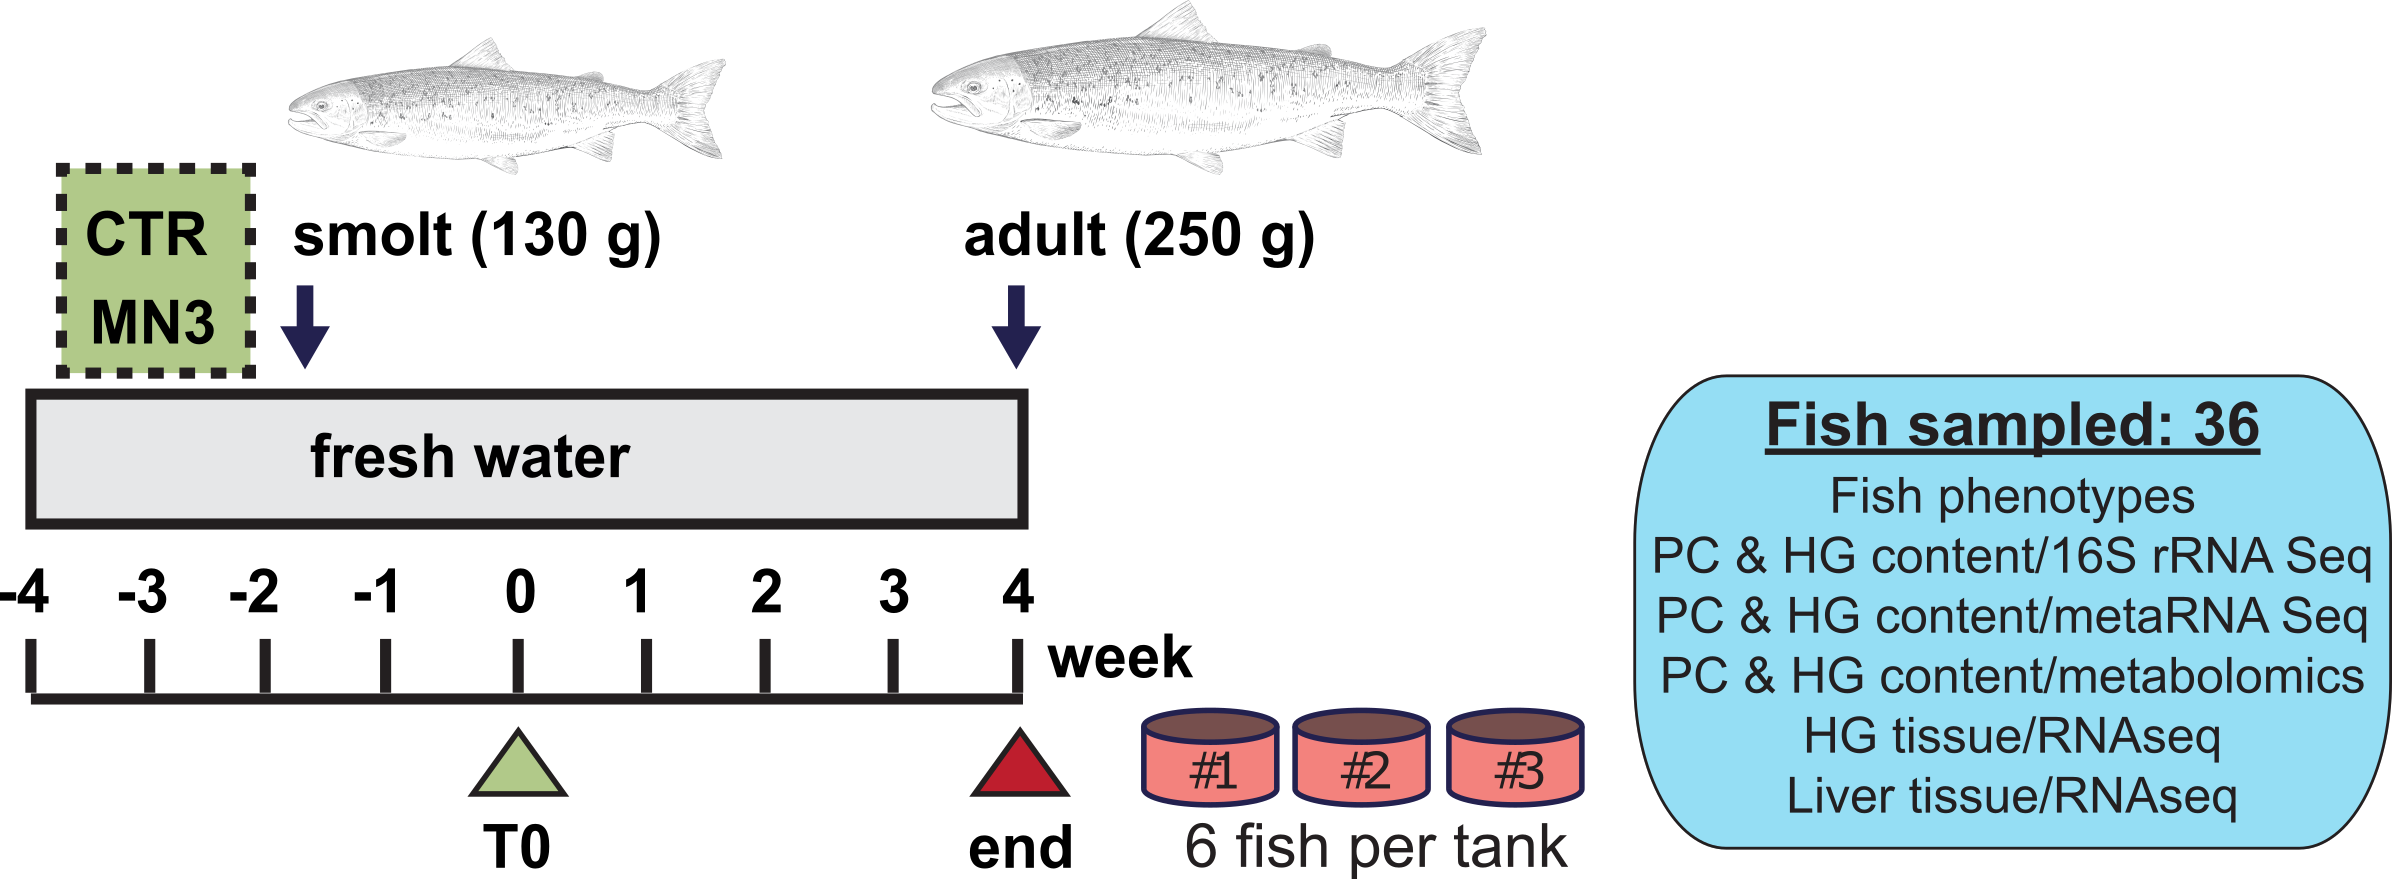 CTR
MN3
smolt (130 g)
adult (250 g)
fresh water
-4 -3 -2 -1 0 1 2 3 4
week
T0
end
#1 #2 #3
6 fish per tank
Fish sampled: 36
Fish phenotypes
PC & HG content/16S rRNA Seq
PC & HG content/metaRNA Seq
PC & HG content/metabolomics
HG tissue/RNAseq
Liver tissue/RNAseq